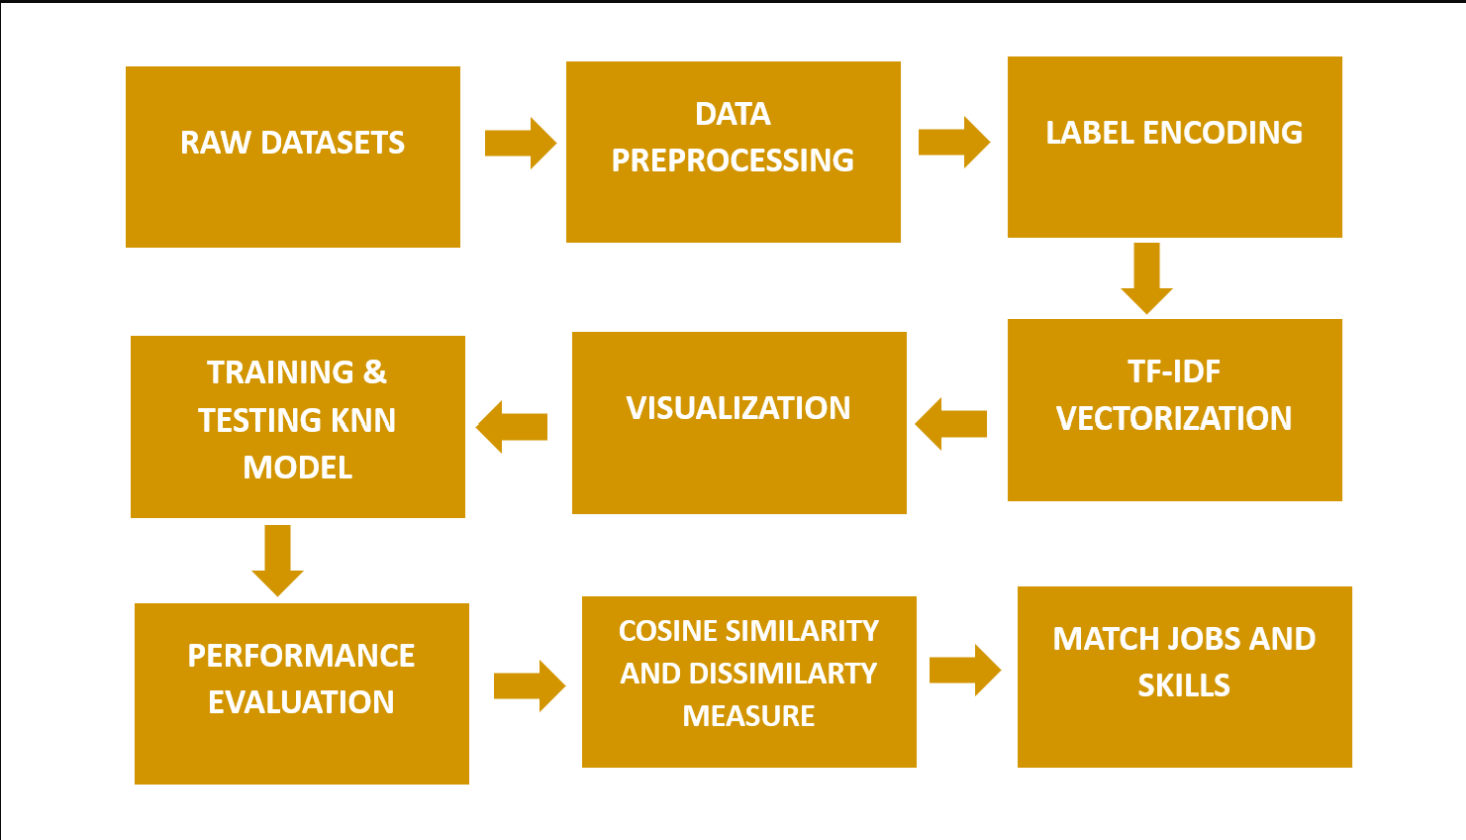 RAW DATASETS
DATA
PREPROCESSING
LABEL ENCODING
TF-IDF
VECTORIZATION
VISUALIZATION
TRAINING &
TESTING KNN
MODEL
PERFORMANCE
EVALUATION
COSINE SIMILARITY
AND DISSIMILARTY
MEASURE
MATCH JOBS AND
SKILLS